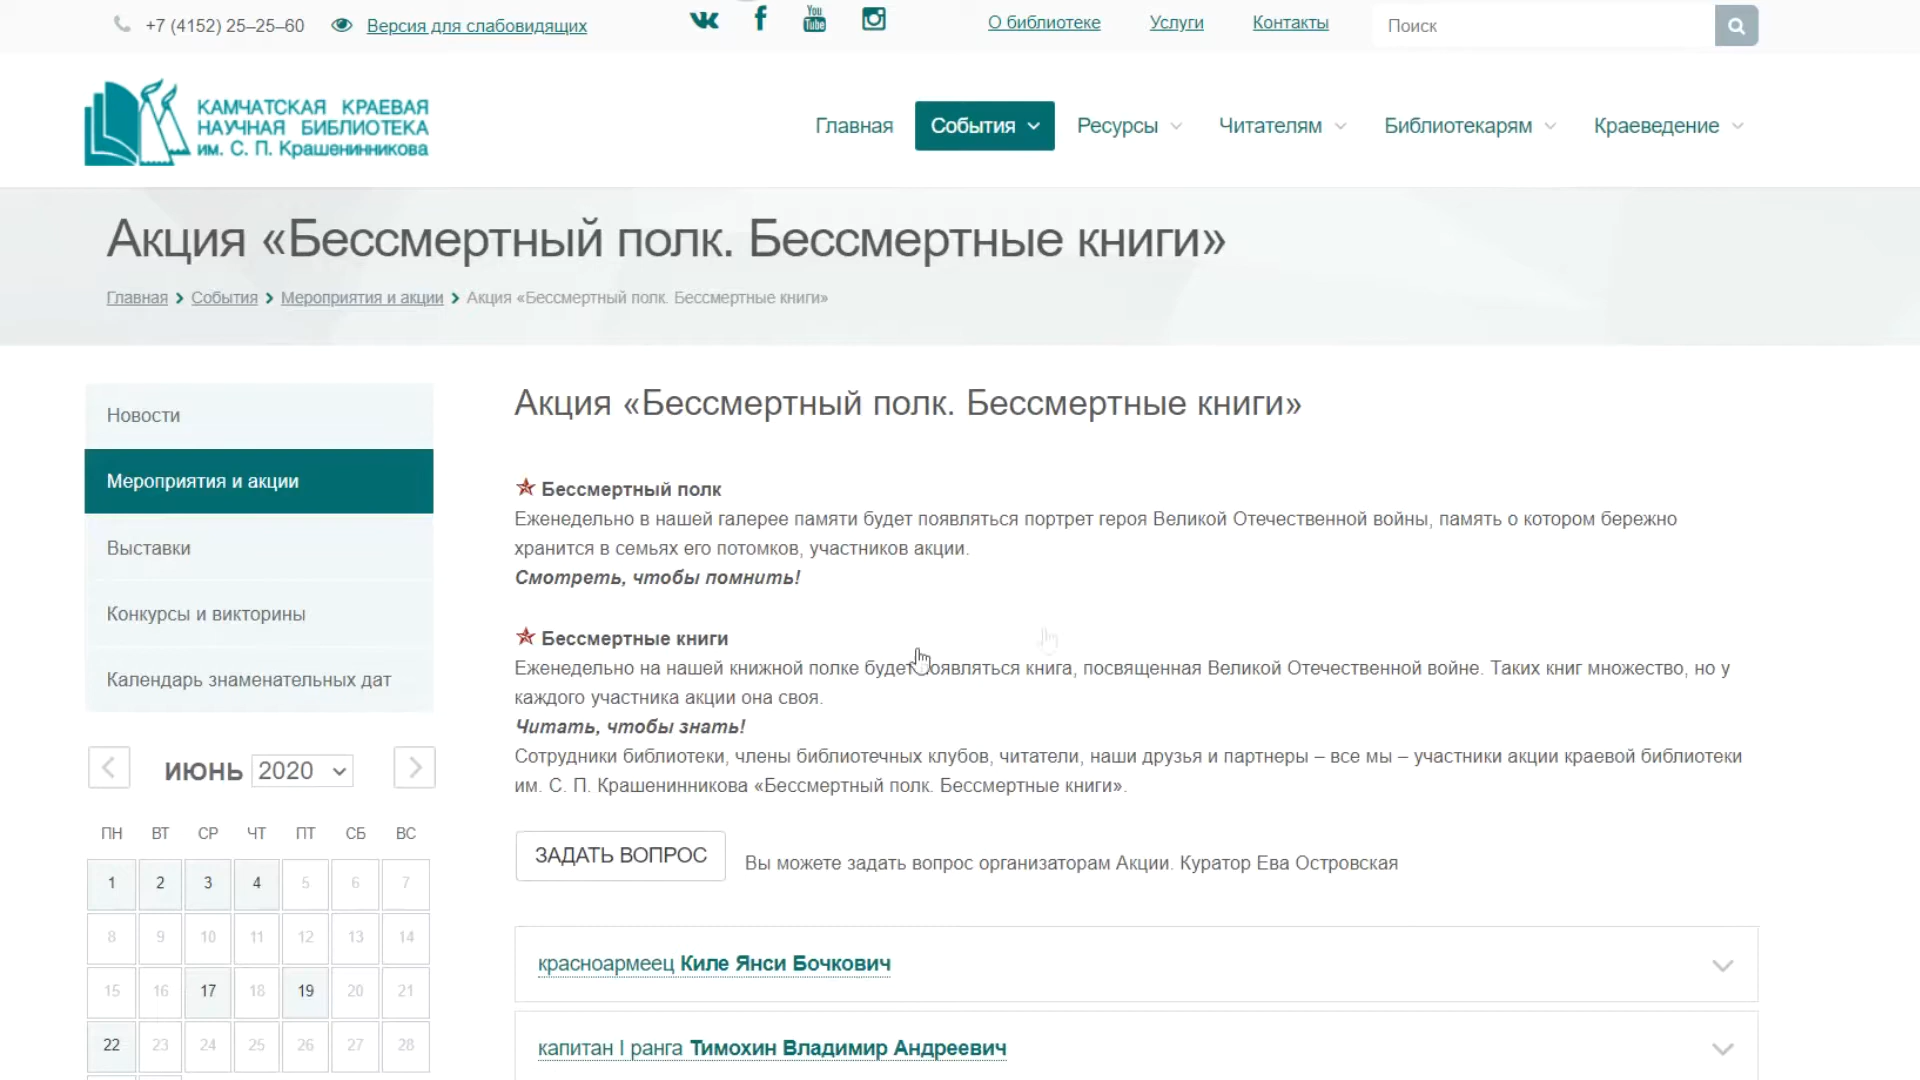 +7 (4152) 25–25–60 Версия для слабовидящих You Tube О библиотеке Услуги Контакты Поиск
КАМЧАТСКАЯ КРАЕВАЯ
НАУЧНАЯ БИБЛИОТЕКА
им. С. П. Крашенинникова
Главная События Ресурсы Читателям Библиотекарям Краеведение
Акция «Бессмертный полк. Бессмертные книги»
Главная События Мероприятия и акции Акция «Бессмертный полк. Бессмертные книги»
Новости
Мероприятия и акции
Выставки
Конкурсы и викторины
Календарь знаменательных дат
ИЮНЬ 2020
ПН ВТ СР ЧТ ПТ СБ ВС
1 2 3 4 5 6 7
8 9 10 11 12 13 14
15 16 17 18 19 20 21
22 23 24 25 26 27 28
Акция «Бессмертный полк. Бессмертные книги»
Бессмертный полк
Еженедельно в нашей галерее памяти будет появляться портрет героя Великой Отечественной войны, память о котором бережно
хранится в семьях его потомков, участников акции.
Смотреть, чтобы помнить!
Бессмертные книги
Еженедельно на нашей книжной полке будет появляться книга, посвященная Великой Отечественной войне. Таких книг множество, но у
каждого участника акции она своя.
Читать, чтобы знать!
Сотрудники библиотеки, члены библиотечных клубов, читатели, наши друзья и партнеры – все мы – участники акции краевой библиотеки
им. С. П. Крашенинникова «Бессмертный полк. Бессмертные книги».
ЗАДАТЬ ВОПРОС Вы можете задать вопрос организаторам Акции. Куратор Ева Островская
красноармеец Киле Янси Бочкович
капитан I ранга Тимохин Владимир Андреевич